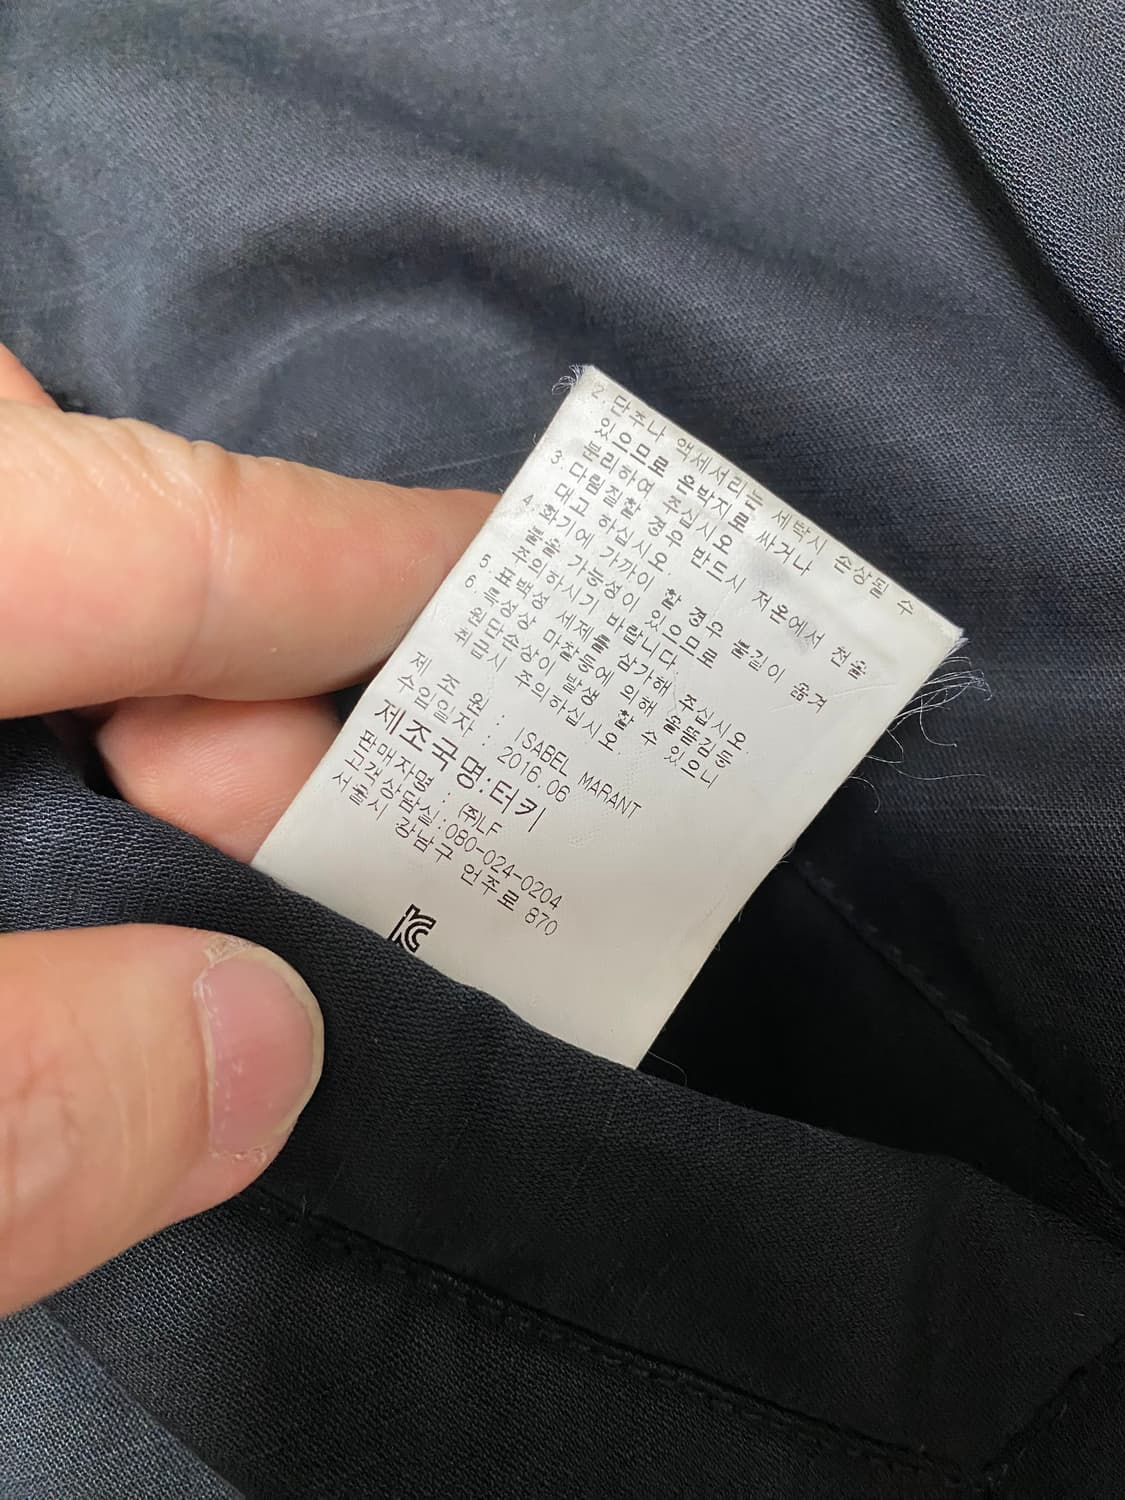 2. 단추나 액세서리는 세탁시 손상될 수
있으므로 은박지로 싸거나
분리하여 주십시오.
3. 다림질할 경우 반드시 저온에서 천을
대고 하십시오.
4. 화기에 가까이 할 경우 불길이 옮겨
붙을 가능성이 있으므로
주의하시기 바랍니다.
5. 표백성 세제를 삼가해 주십시오.
6. 특성상 마찰등에 의해 올뜯김등
원단손상이 발생 할 수 있으니
취급시 주의하십시오.
제 조 원 : ISABEL MARANT
수입일자 : 2016.06
제조국명:터키
판매자명 : ㈜LF
고객상담실:080-024-0204
서울시 강남구 언주로 870